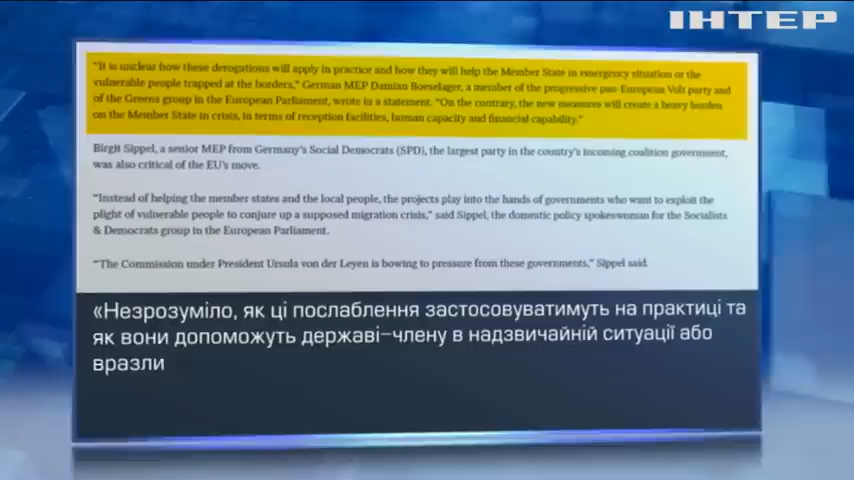 ІНТЕР
"It is unclear how these derogations will apply in practice and how they will help the Member State in emergency situation or the
vulnerable people trapped at the borders," German MEP Damian Boeselager, a member of the progressive pan-European Volt party and
of the Greens group in the European Parliament, wrote in a statement. "On the contrary, the new measures will create a heavy burden
on the Member State in crisis, in terms of reception facilities, human capacity and financial capability."
Birgit Sippel, a senior MEP from Germany's Social Democrats (SPD), the largest party in the country's incoming coalition government,
was also critical of the EU's move.
"Instead of helping the member states and the local people, the projects play into the hands of governments who want to exploit the
plight of vulnerable people to conjure up a supposed migration crisis," said Sippel, the domestic policy spokeswoman for the Socialists
& Democrats group in the European Parliament.
"The Commission under President Ursula von der Leyen is bowing to pressure from these governments," Sippel said.
«Незрозуміло, як ці послаблення застосовуватимуть на практиці та
як вони допоможуть державі-члену в надзвичайній ситуації або
вразли